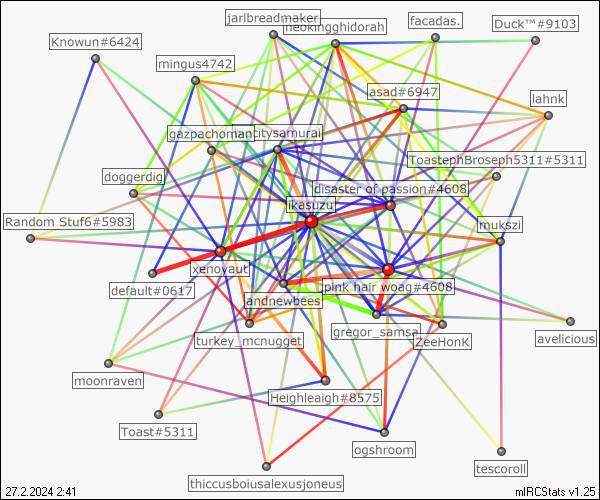 jarlbreadmaker
neokingghidorah
facadas.
Duck™#9103
Knowun#6424
mingus4742
asad#6947
lahnk
gazpachoman
citysamurai
ToastephBroseph5311#5311
doggerdig
disaster of passion#4608
ikasuzu
Random Stuf6#5983
mukszi
xenovaut
default#0617
pink hair woag#4608
andnewbees
gregor_samsa
turkey_mcnugget
ZeeHonK
avelicious
moonraven
Heighleaigh#8575
Toast#5311
ogshroom
thiccusboiusalexusjoneus
tescoroll
27.2.2024 2:41
mIRCStats v1.25